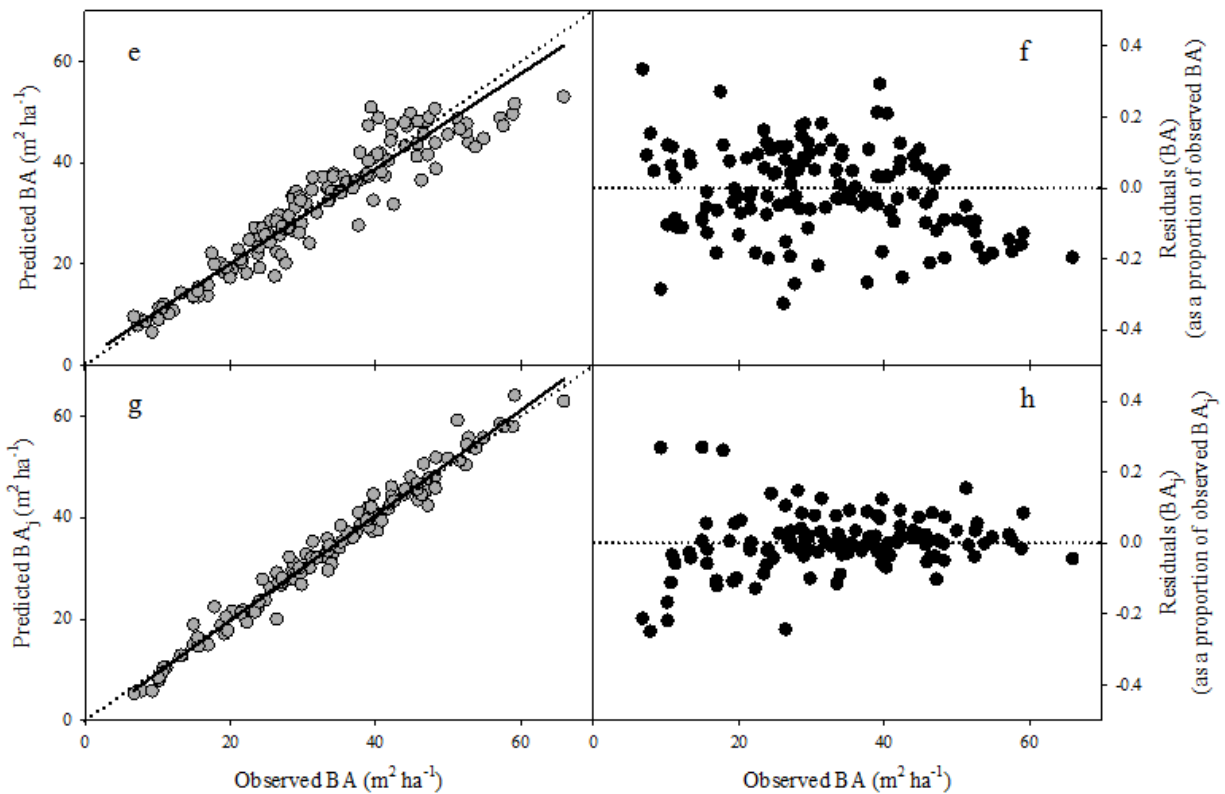 e
Predicted BA (m² ha⁻¹)
60
40
20
0
f
0.4
0.2
0.0
-0.2
-0.4
Residuals (BA)
(as a proportion of observed BA)
g
Predicted BAⱼ (m² ha⁻¹)
60
40
20
0
h
0.4
0.2
0.0
-0.2
-0.4
Residuals (BAⱼ)
(as a proportion of observed BAⱼ)
0 20 40 60
0 20 40 60
Observed BA (m² ha⁻¹)
Observed BA (m² ha⁻¹)